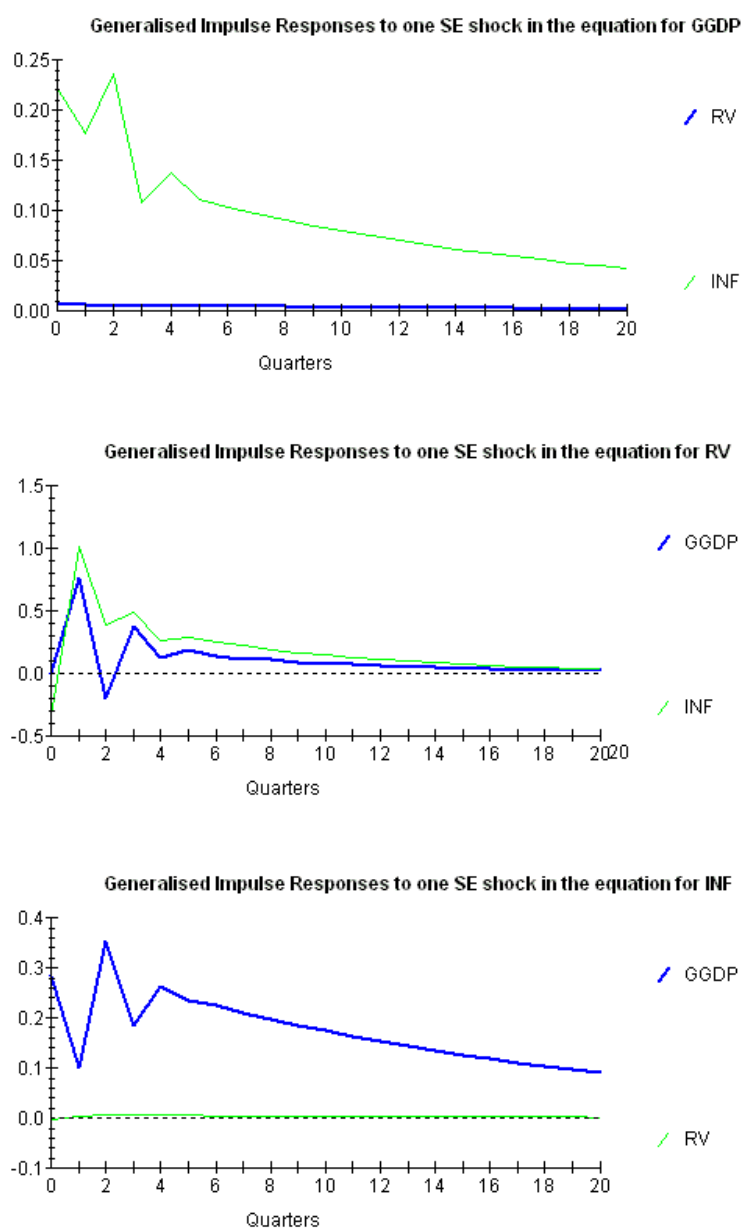 Generalised Impulse Responses to one SE shock in the equation for GGDP
0.25
0.20
0.15
0.10
0.05
0.00
RV
INF
0 2 4 6 8 10 12 14 16 18 20
Quarters
Generalised Impulse Responses to one SE shock in the equation for RV
1.5
1.0
0.5
0.0
-0.5
GGDP
INF
0 2 4 6 8 10 12 14 16 18 2020
Quarters
Generalised Impulse Responses to one SE shock in the equation for INF
0.4
0.3
0.2
0.1
0.0
-0.1
GGDP
RV
0 2 4 6 8 10 12 14 16 18 20
Quarters